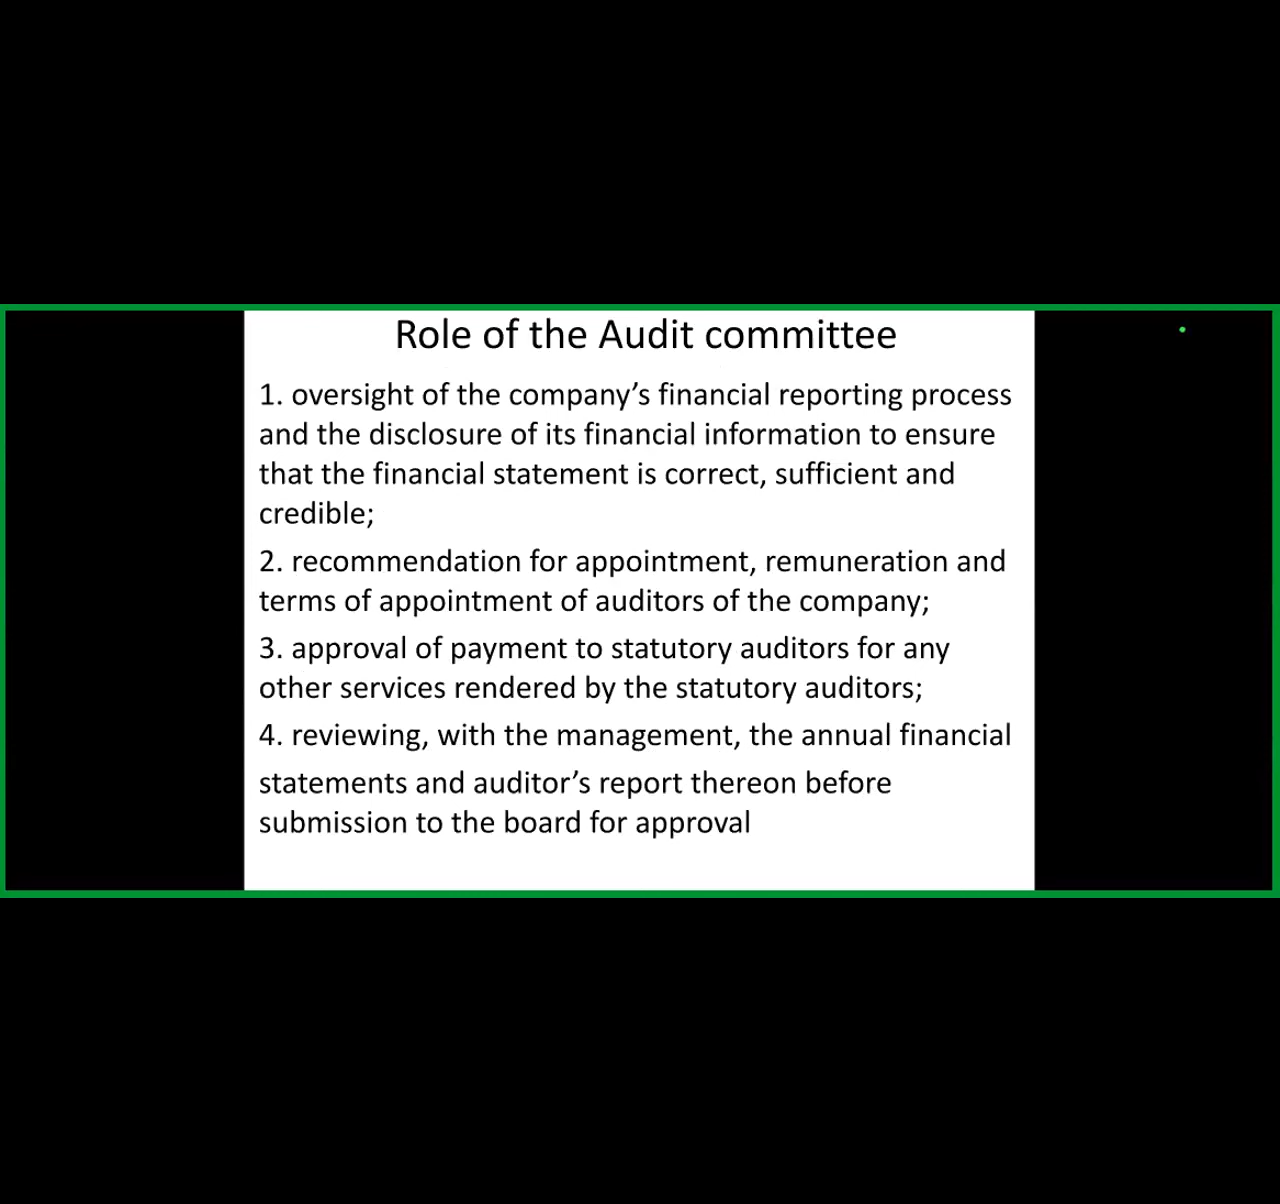 Role of the Audit committee
1. oversight of the company’s financial reporting process
and the disclosure of its financial information to ensure
that the financial statement is correct, sufficient and
credible;
2. recommendation for appointment, remuneration and
terms of appointment of auditors of the company;
3. approval of payment to statutory auditors for any
other services rendered by the statutory auditors;
4. reviewing, with the management, the annual financial
statements and auditor’s report thereon before
submission to the board for approval